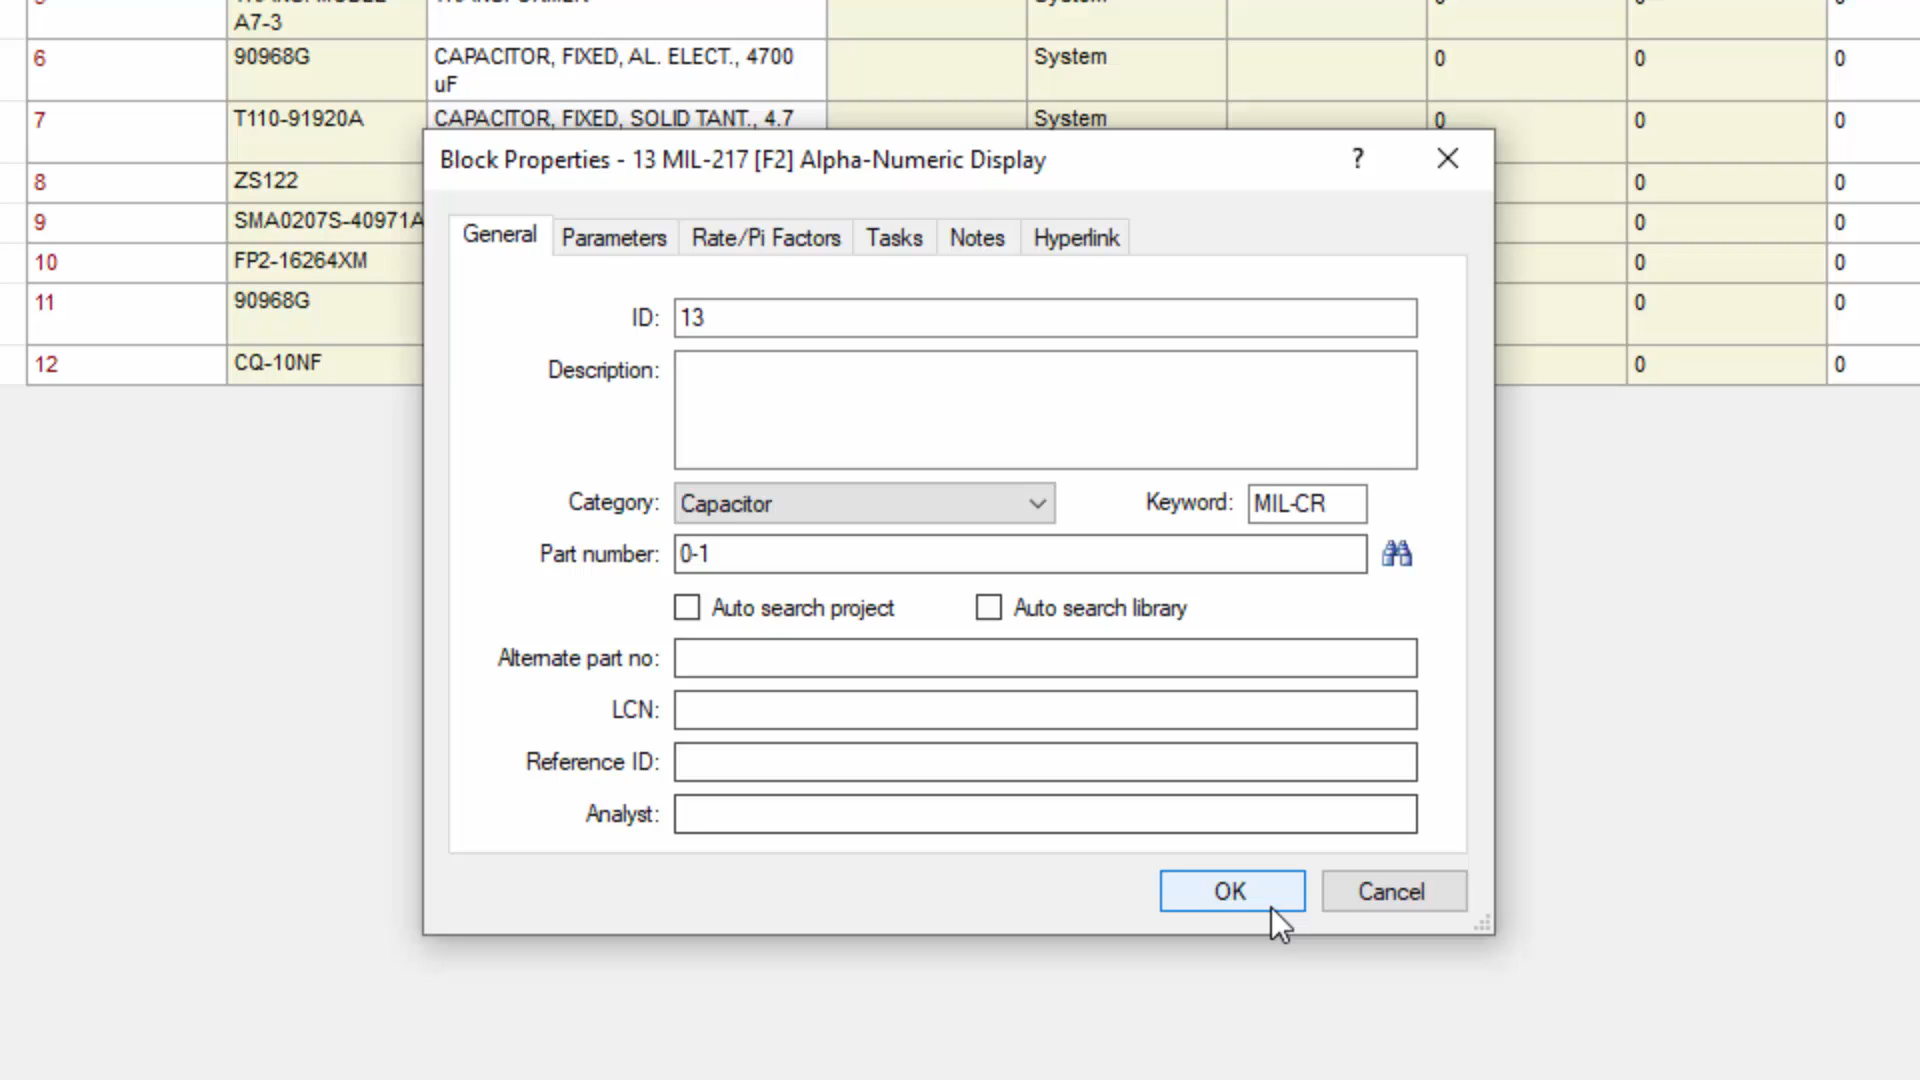 A7-3
System
0
0
0
6
90968G
CAPACITOR, FIXED, AL. ELECT., 4700
uF
System
0
0
0
7
T110-91920A
CAPACITOR, FIXED, SOLID TANT., 4.7
System
0
0
0
8
ZS122
0
0
9
SMA0207S-40971A
0
0
10
FP2-16264XM
0
0
11
90968G
0
0
12
CQ-10NF
0
0
Block Properties - 13 MIL-217 [F2] Alpha-Numeric Display
?
General
Parameters
Rate/Pi Factors
Tasks
Notes
Hyperlink
ID:
13
Description:
Category:
Capacitor
Keyword:
MIL-CR
Part number:
0-1
Auto search project
Auto search library
Alternate part no:
LCN:
Reference ID:
Analyst:
OK
Cancel